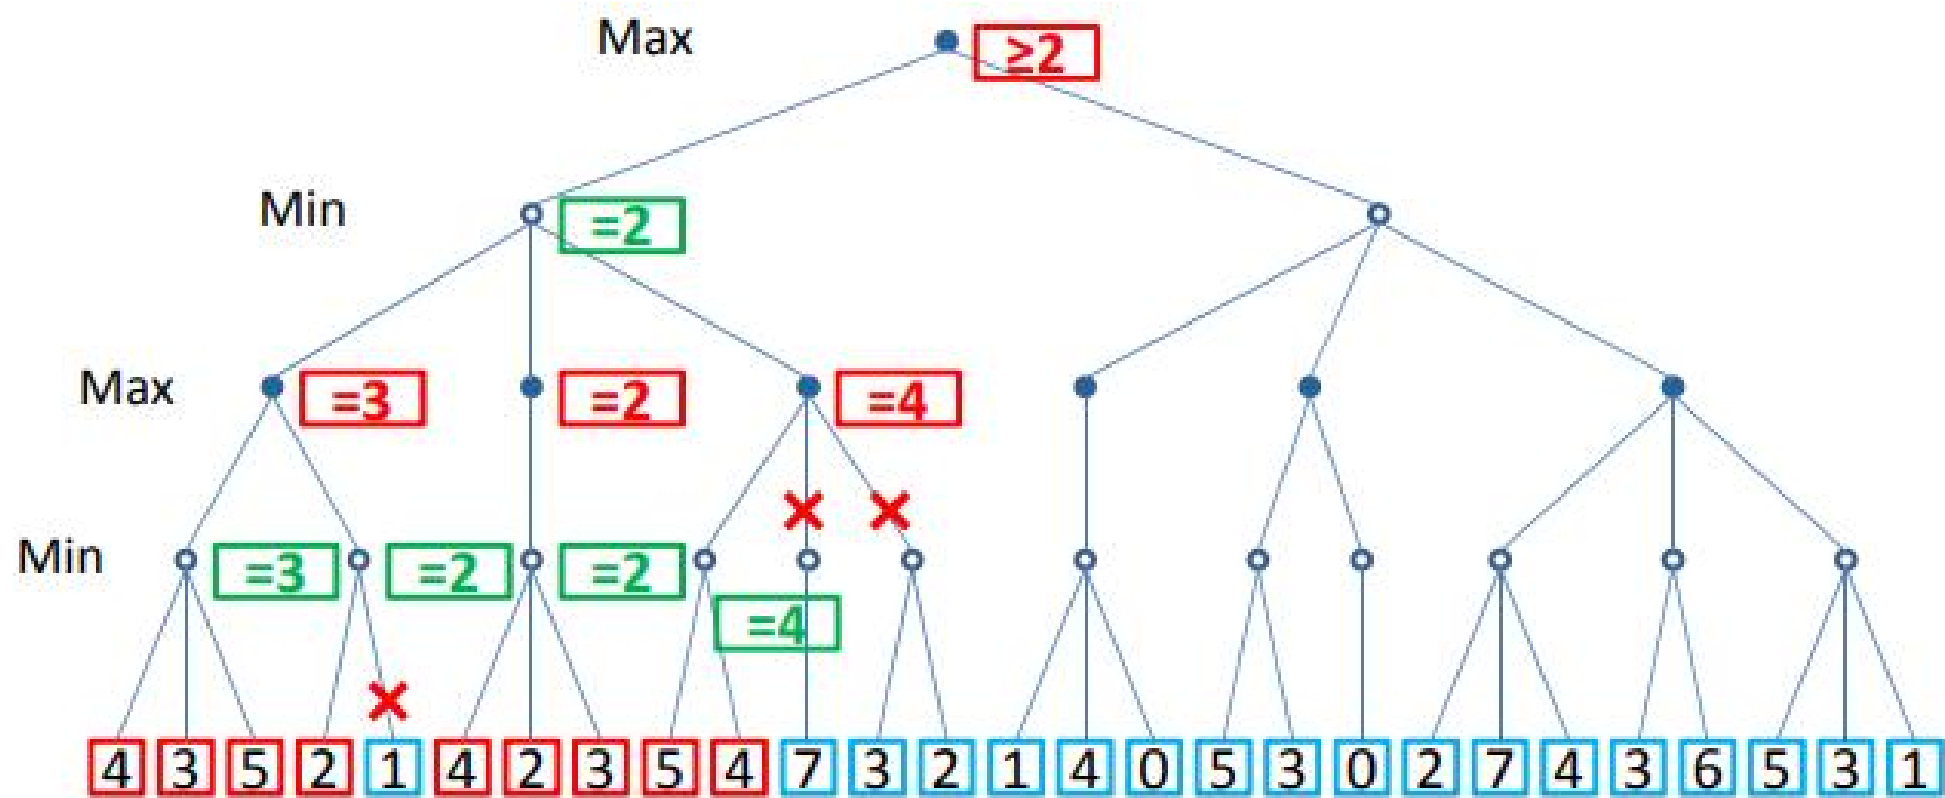 Max ≥2
Min =2
Max =3 =2 =4
Min =3 =2 =2
=4
4 3 5 2 1 4 2 3 5 4 7 3 2 1 4 0 5 3 0 2 7 4 3 6 5 3 1